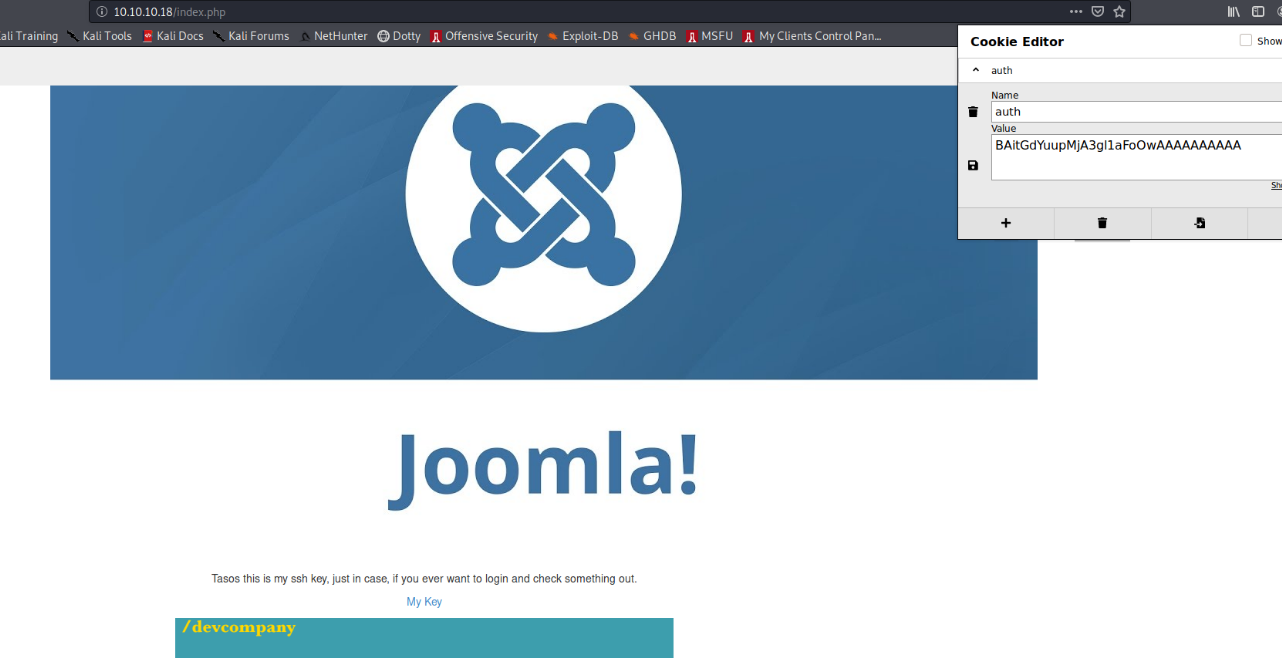 10.10.10.18/index.php
ali Training Kali Tools Kali Docs Kali Forums NetHunter Dotty Offensive Security Exploit-DB GHDB MSFU My Clients Control Pan…
Cookie Editor Show
auth
Name
auth
Value
BAitGdYuupMjA3gl1aFoOwAAAAAAAAAA
Sho
Joomla!
Tasos this is my ssh key, just in case, if you ever want to login and check something out.
My Key
/devcompany